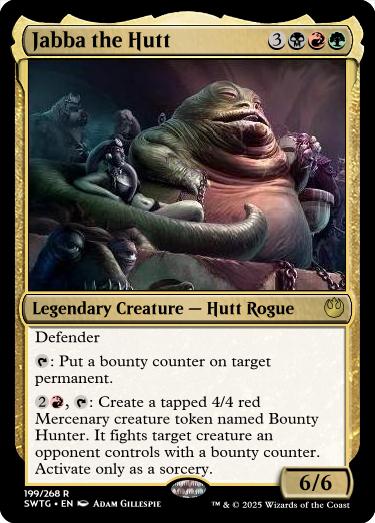 Jabba the Hutt 3
Legendary Creature — Hutt Rogue
Defender
: Put a bounty counter on target
permanent.
2 , : Create a tapped 4/4 red
Mercenary creature token named Bounty
Hunter. It fights target creature an
opponent controls with a bounty counter.
Activate only as a sorcery.
6/6
199/268 R
SWTG • EN Adam Gillespie
™ & © 2025 Wizards of the Coast